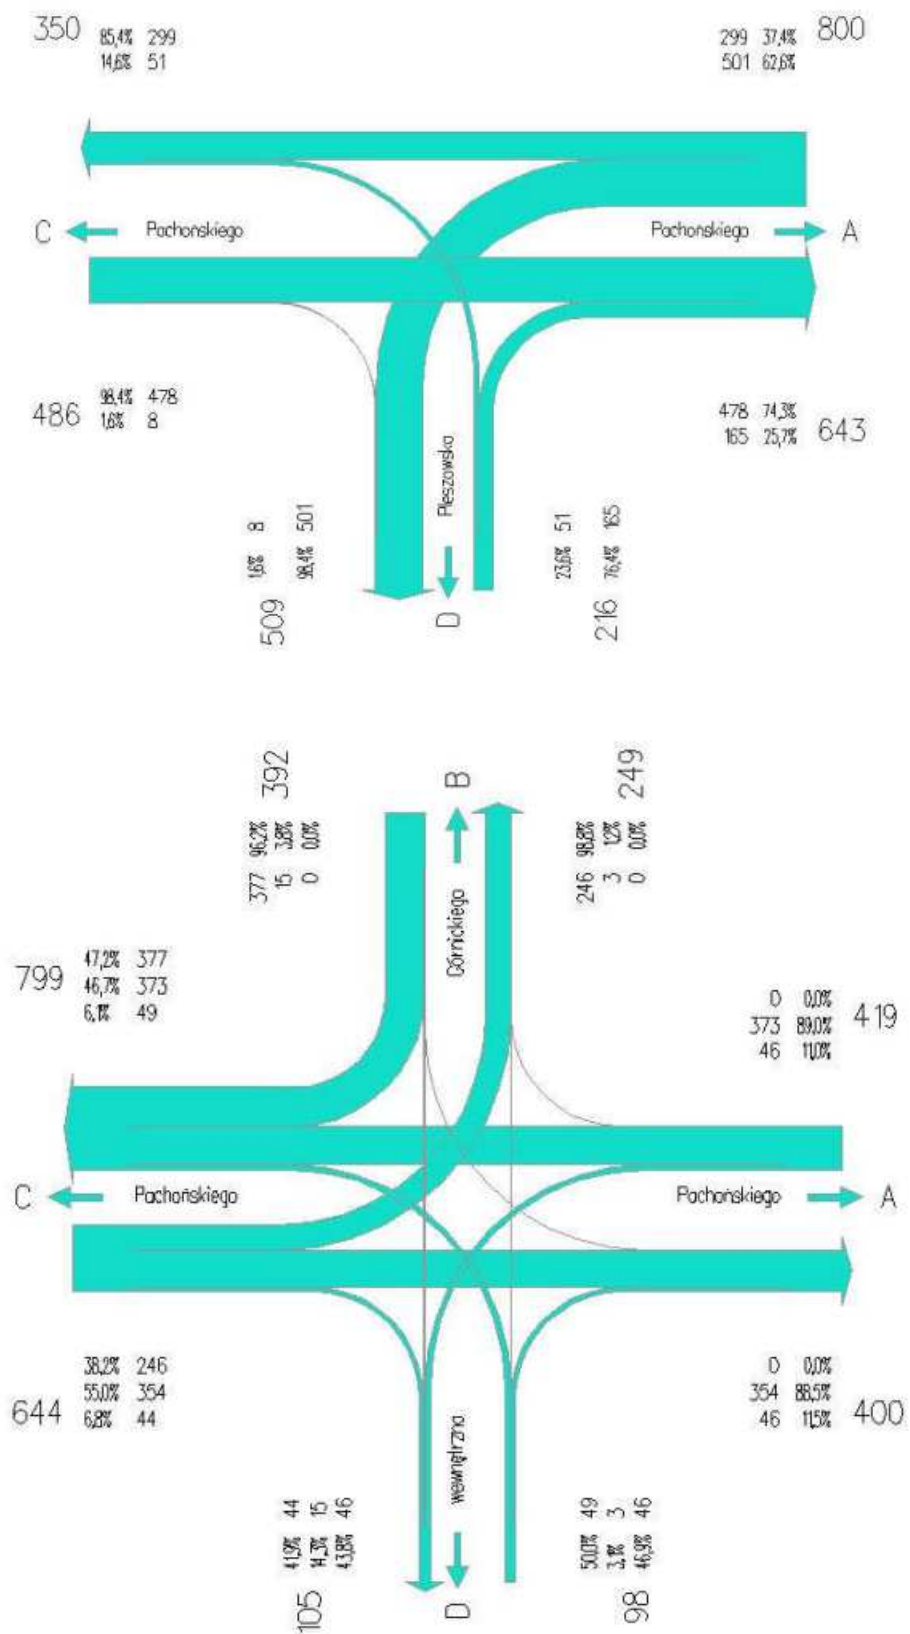 350 85,4% 299
14,6% 51
299 37,4% 800
501 62,6%
C Pachońskiego
Pachońskiego A
486 98,4% 478
1,6% 8
478 74,3% 643
165 25,7%
Pleszowska
D
1,6% 8
98,4% 501
509
23,6% 51
76,4% 165
216
392
377 96,2%
15 3,8%
0 0,0%
B
Górnickiego
249
246 98,8%
3 1,2%
0 0,0%
799 47,2% 377
46,7% 373
6,1% 49
0 0,0%
373 89,0% 419
46 11,0%
C Pachońskiego
Pachońskiego A
38,2% 246
55,0% 354
644 6,8% 44
0 0,0%
354 88,5% 400
46 11,5%
wewnętrzna
D
41,9% 44
14,3% 15
43,8% 46
105
50,0% 49
3,1% 3
46,9% 46
98